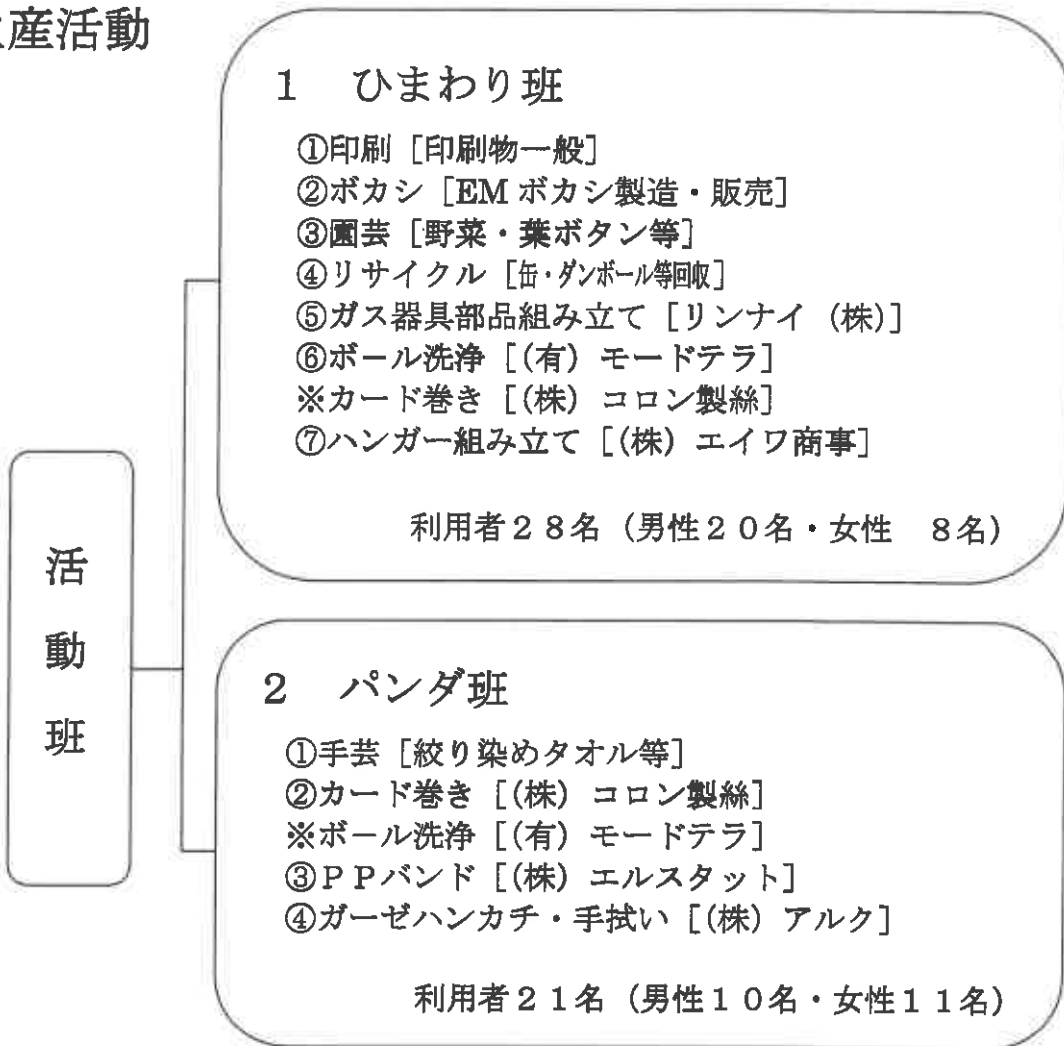 産活動
1 ひまわり班
①印刷［印刷物一般］
②ボカシ［EMボカシ製造・販売］
③園芸［野菜・葉ボタン等］
④リサイクル［缶・ダンボール等回収］
⑤ガス器具部品組み立て［リンナイ（株）］
⑥ボール洗浄［（有）モードテラ］
※カード巻き［（株）コロン製絲］
⑦ハンガー組み立て［（株）エイワ商事］
利用者２８名（男性２０名・女性　８名）
活動班
2 パンダ班
①手芸［絞り染めタオル等］
②カード巻き［（株）コロン製絲］
※ボール洗浄［（有）モードテラ］
③ＰＰバンド［（株）エルスタット］
④ガーゼハンカチ・手拭い［（株）アルク］
利用者２１名（男性１０名・女性１１名）